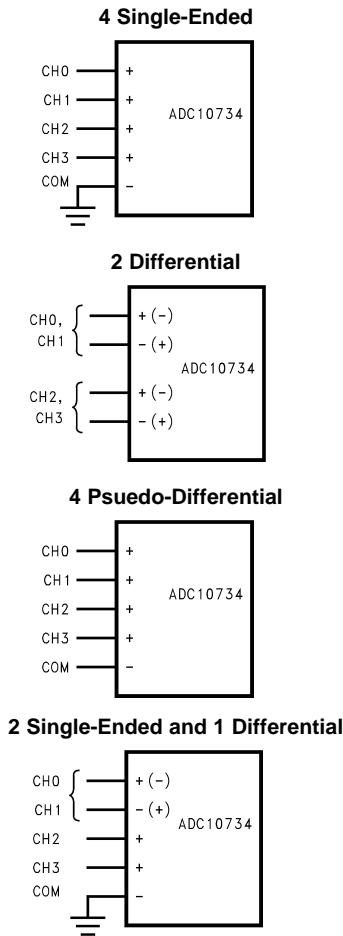 4 Single-Ended
CH0 +
CH1 +
ADC10734
CH2 +
CH3 +
COM -
2 Differential
CH0, + (-)
CH1 - (+)
ADC10734
CH2, + (-)
CH3 - (+)
4 Psuedo-Differential
CH0 +
CH1 +
ADC10734
CH2 +
CH3 +
COM -
2 Single-Ended and 1 Differential
CH0 + (-)
CH1 - (+)
ADC10734
CH2 +
CH3 +
COM -